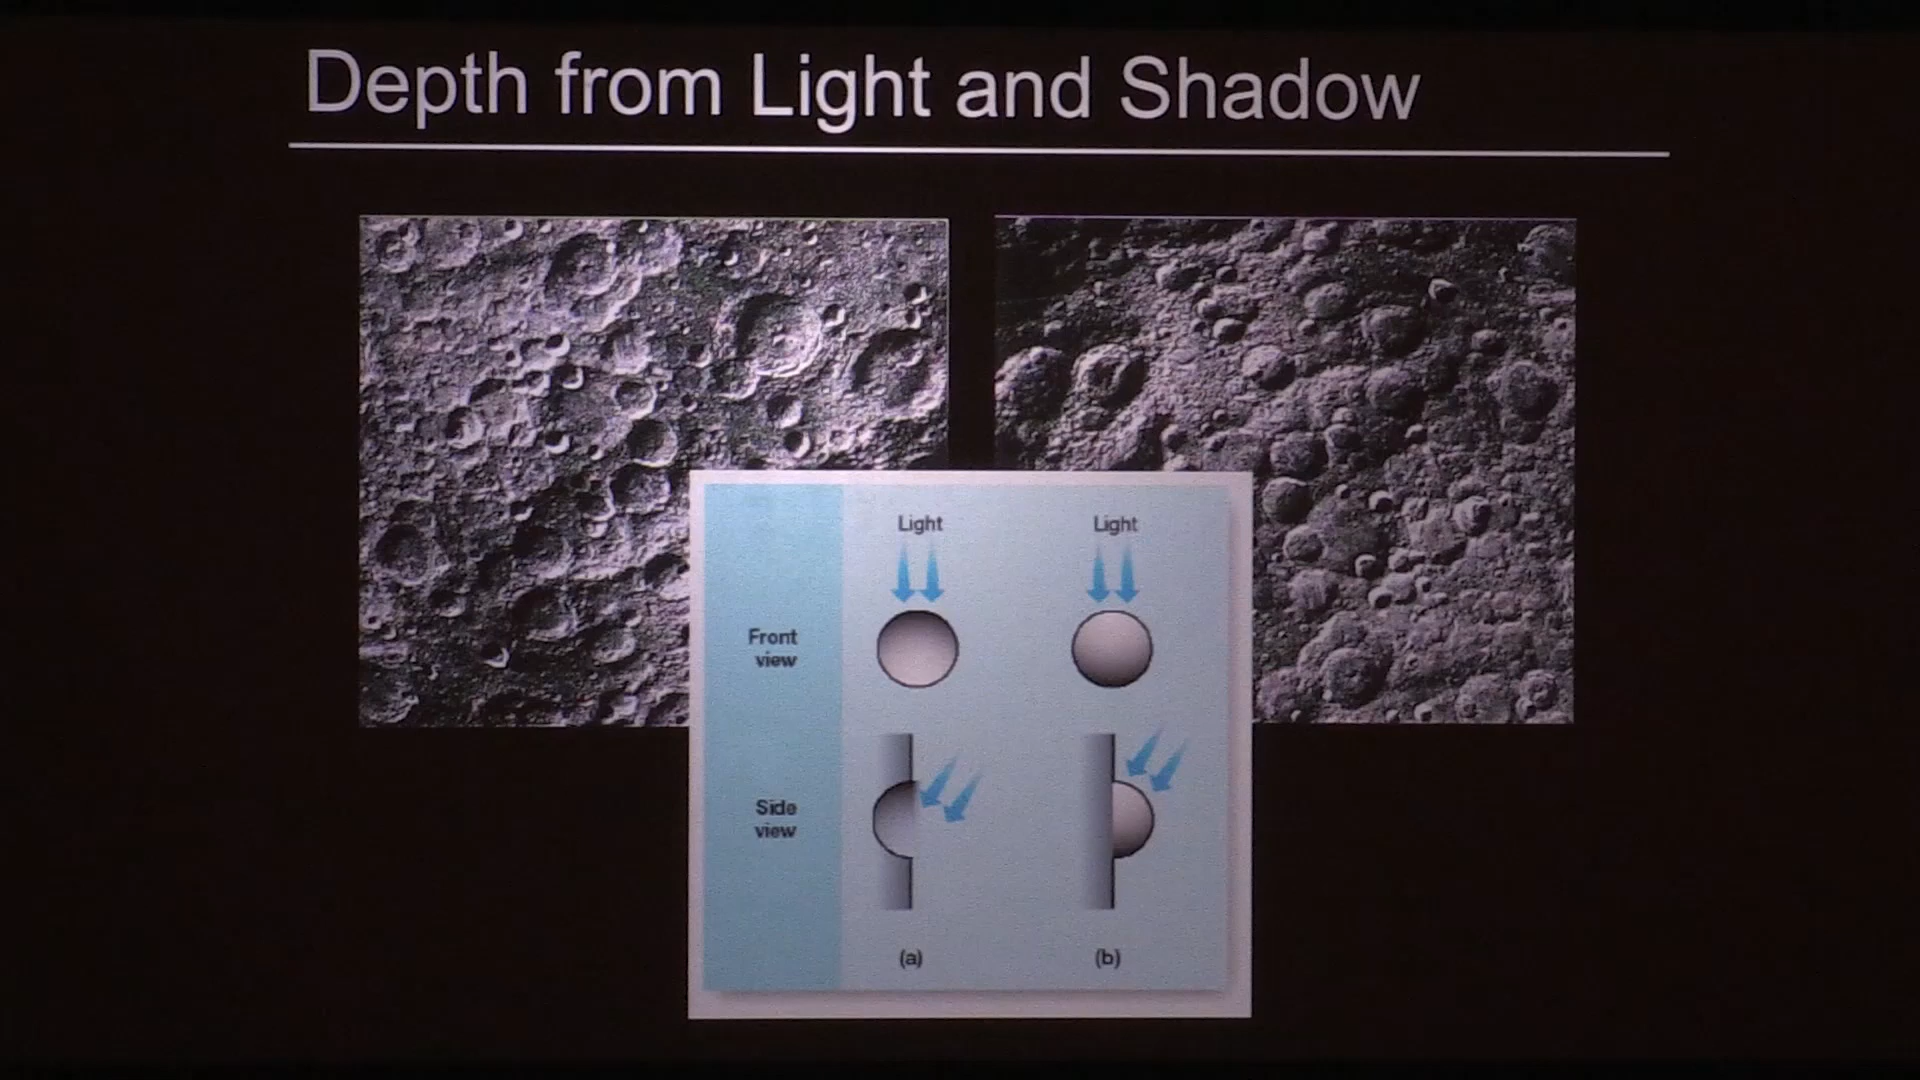 Depth from Light and Shadow
Light Light
Front
view
Side
view
(a) (b)